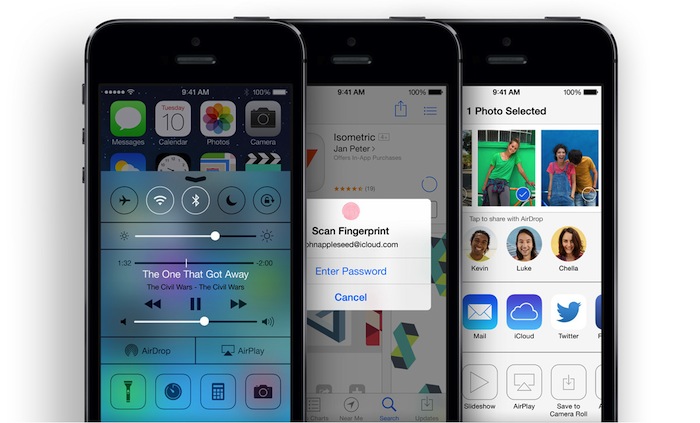 9:41 AM
100%
Messages
Tuesday
10
Calendar
Photos
Camera
1:32
-2:00
The One That Got Away
The Civil Wars - The Civil Wars
AirDrop
AirPlay
9:41 AM
100%
Isometric
4+
Jan Peter >
Offers In-App Purchases
(19)
Scan Fingerprint
ohnappleseed@icloud.com
Enter Password
Cancel
Charts
Near Me
Search
Updates
9:41 AM
100%
1 Photo Selected
Tap to share with AirDrop
Kevin
Luke
Chella
Mail
iCloud
Twitter
F
Slideshow
AirPlay
Save to
Camera Roll